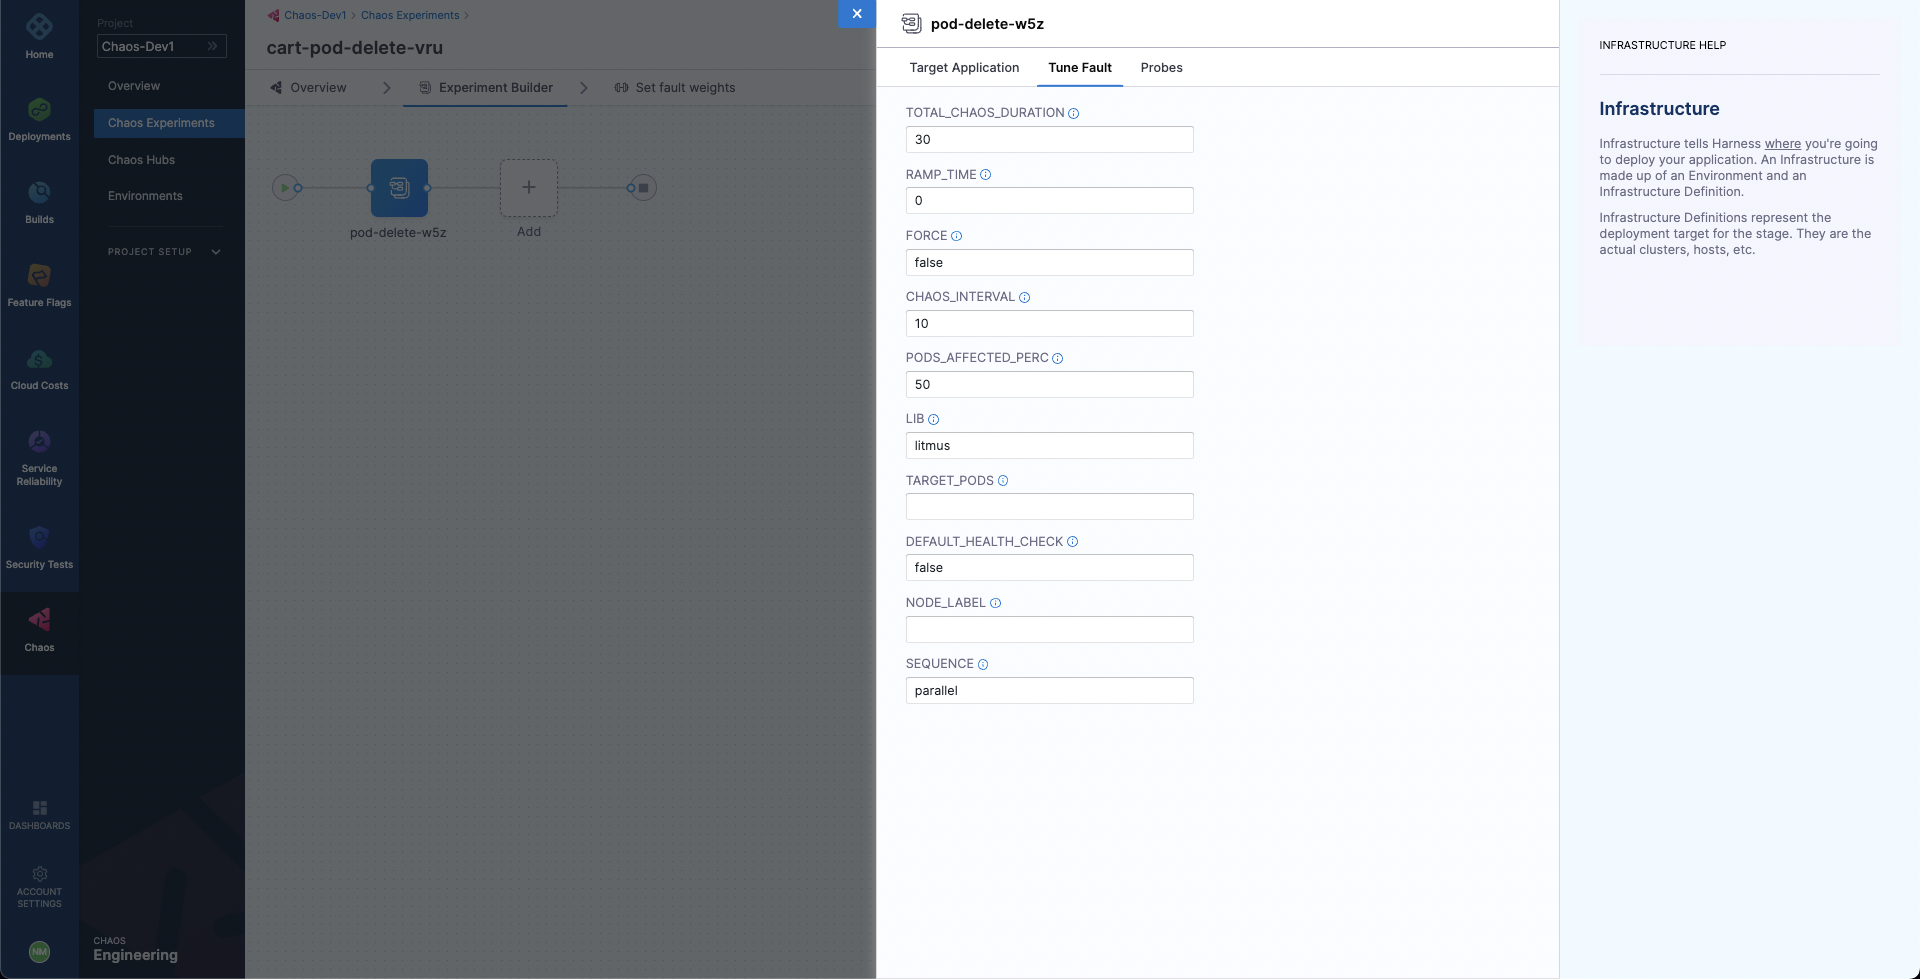 Home
Deployments
Builds
Feature Flags
Cloud Costs
Service
Reliability
Security Tests
Chaos
DASHBOARDS
ACCOUNT
SETTINGS
NM
Project
Chaos-Dev1
Overview
Chaos Experiments
Chaos Hubs
Environments
PROJECT SETUP
CHAOS
Engineering
Chaos-Dev1 > Chaos Experiments >
cart-pod-delete-vru
Overview > Experiment Builder > Set fault weights
pod-delete-w5z
Add
pod-delete-w5z
Target Application Tune Fault Probes
TOTAL_CHAOS_DURATION
30
RAMP_TIME
0
FORCE
false
CHAOS_INTERVAL
10
PODS_AFFECTED_PERC
50
LIB
litmus
TARGET_PODS
DEFAULT_HEALTH_CHECK
false
NODE_LABEL
SEQUENCE
parallel
INFRASTRUCTURE HELP
Infrastructure
Infrastructure tells Harness where you're going
to deploy your application. An Infrastructure is
made up of an Environment and an
Infrastructure Definition.
Infrastructure Definitions represent the
deployment target for the stage. They are the
actual clusters, hosts, etc.